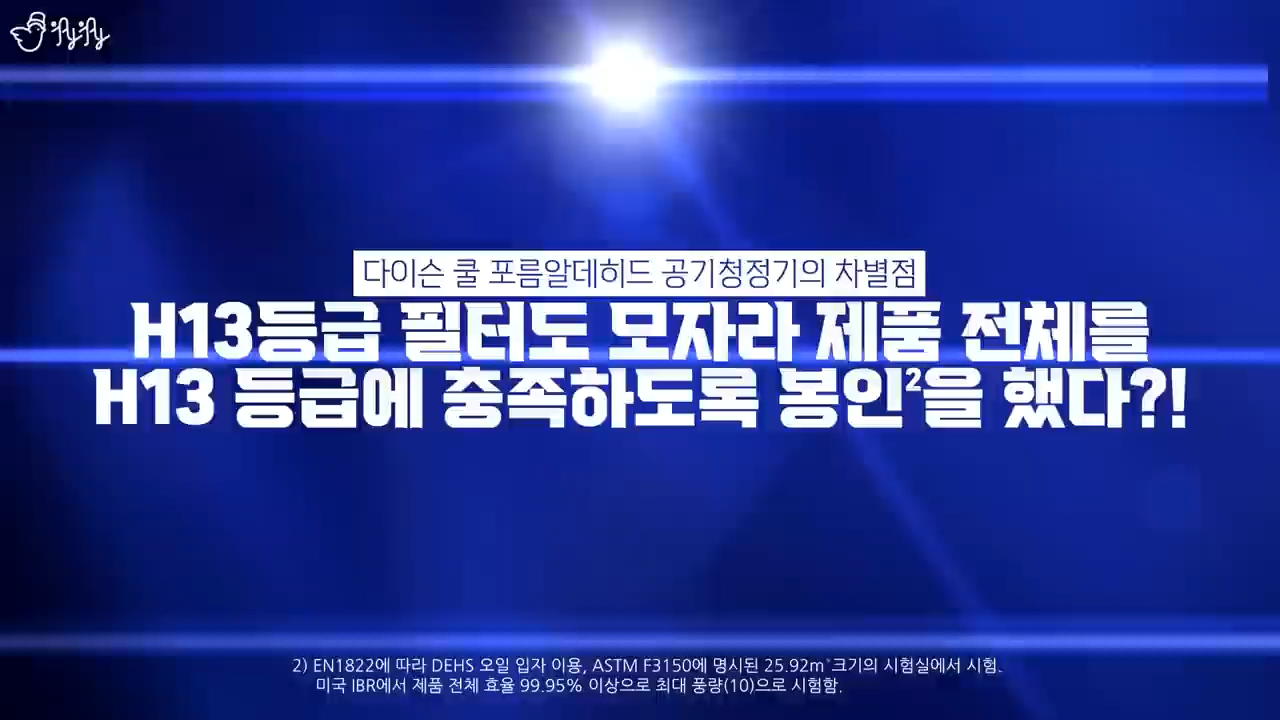 다이슨 쿨 포름알데히드 공기청정기의 차별점
H13등급 필터도 모자라 제품 전체를
H13 등급에 충족하도록 봉인²을 했다?!
2) EN1822에 따라 DEHS 오일 입자 이용, ASTM F3150에 명시된 25.92m³크기의 시험실에서 시험.
미국 IBR에서 제품 전체 효율 99.95% 이상으로 최대 풍량(10)으로 시험함.